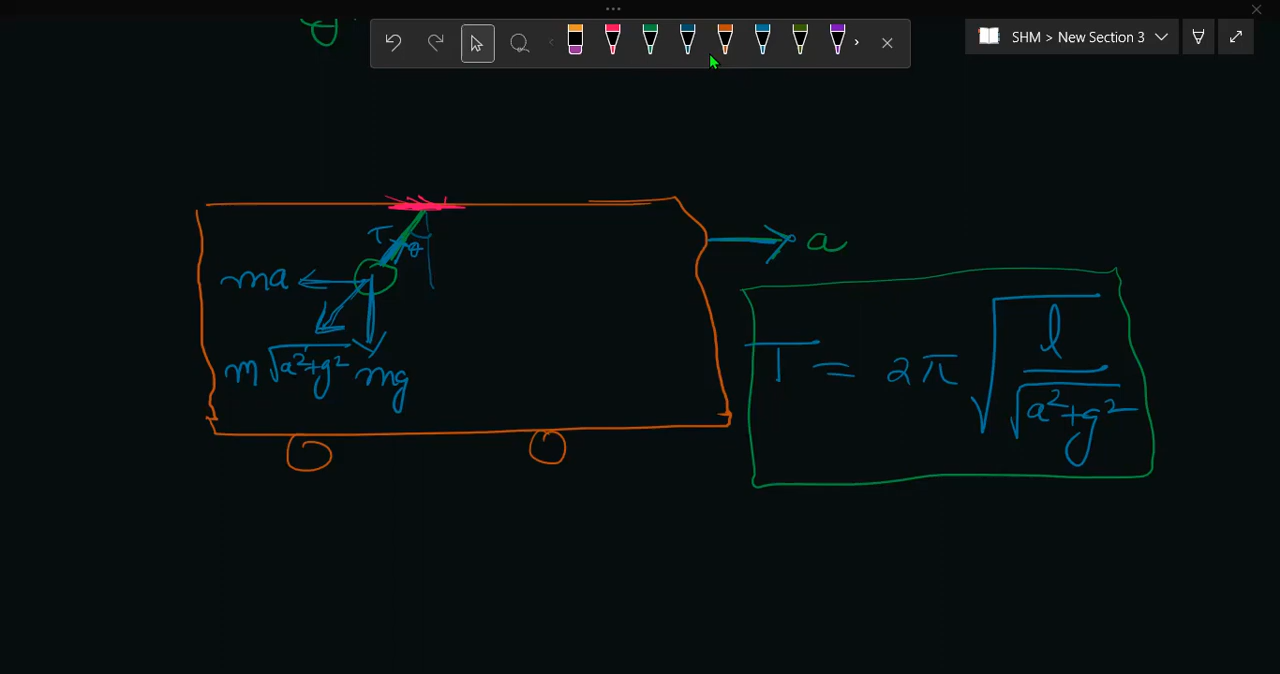 SHM > New Section 3
a
T
θ
ma
m√a²+g²
mg
T = 2π√(l/√a²+g²)